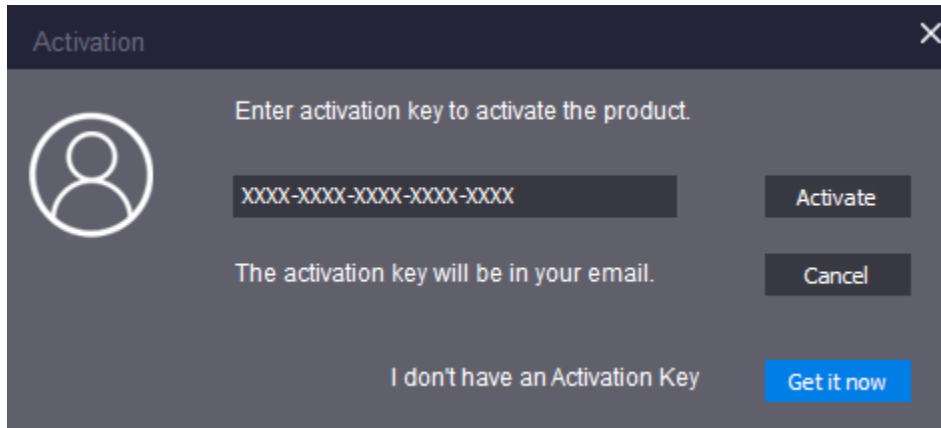 Activation
Enter activation key to activate the product.
XXXX-XXXX-XXXX-XXXX-XXXX
Activate
The activation key will be in your email.
Cancel
I don't have an Activation Key
Get it now